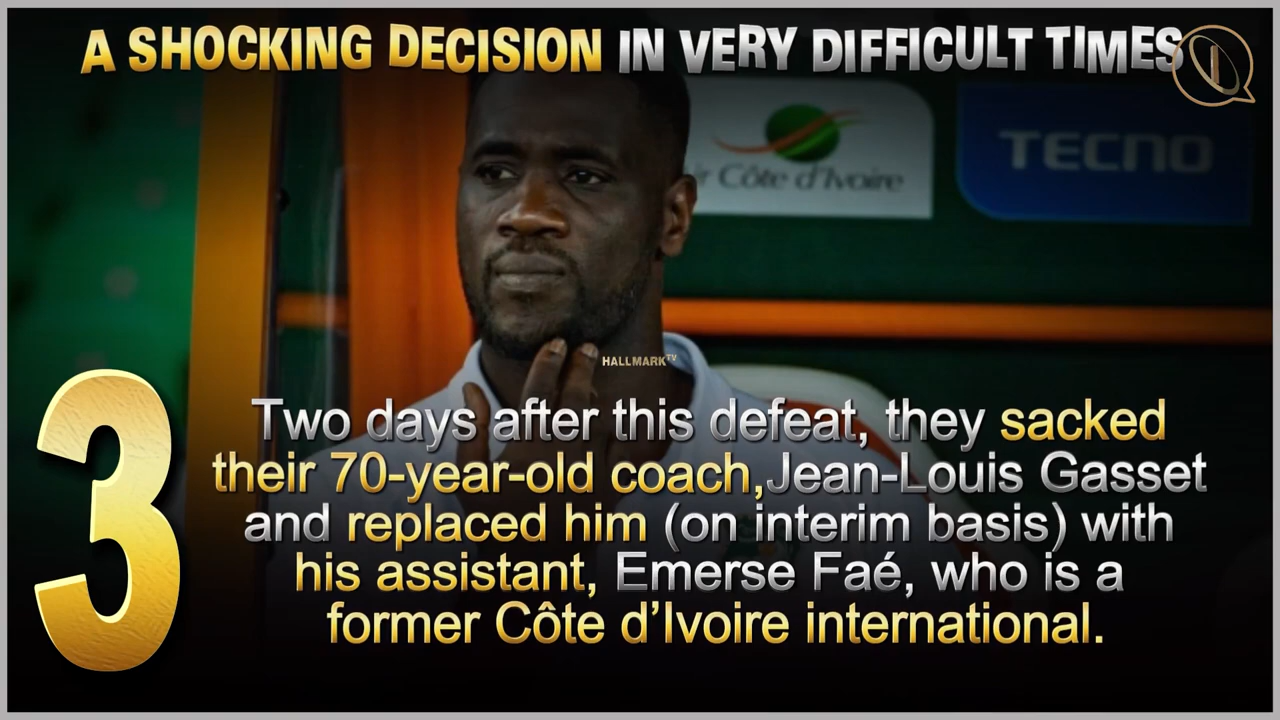 A SHOCKING DECISION IN VERY DIFFICULT TIMES
Côte d'Ivoire
TECNO
HALLMARK TV
3
Two days after this defeat, they sacked
their 70-year-old coach,Jean-Louis Gasset
and replaced him (on interim basis) with
his assistant, Emerse Faé, who is a
former Côte d’Ivoire international.